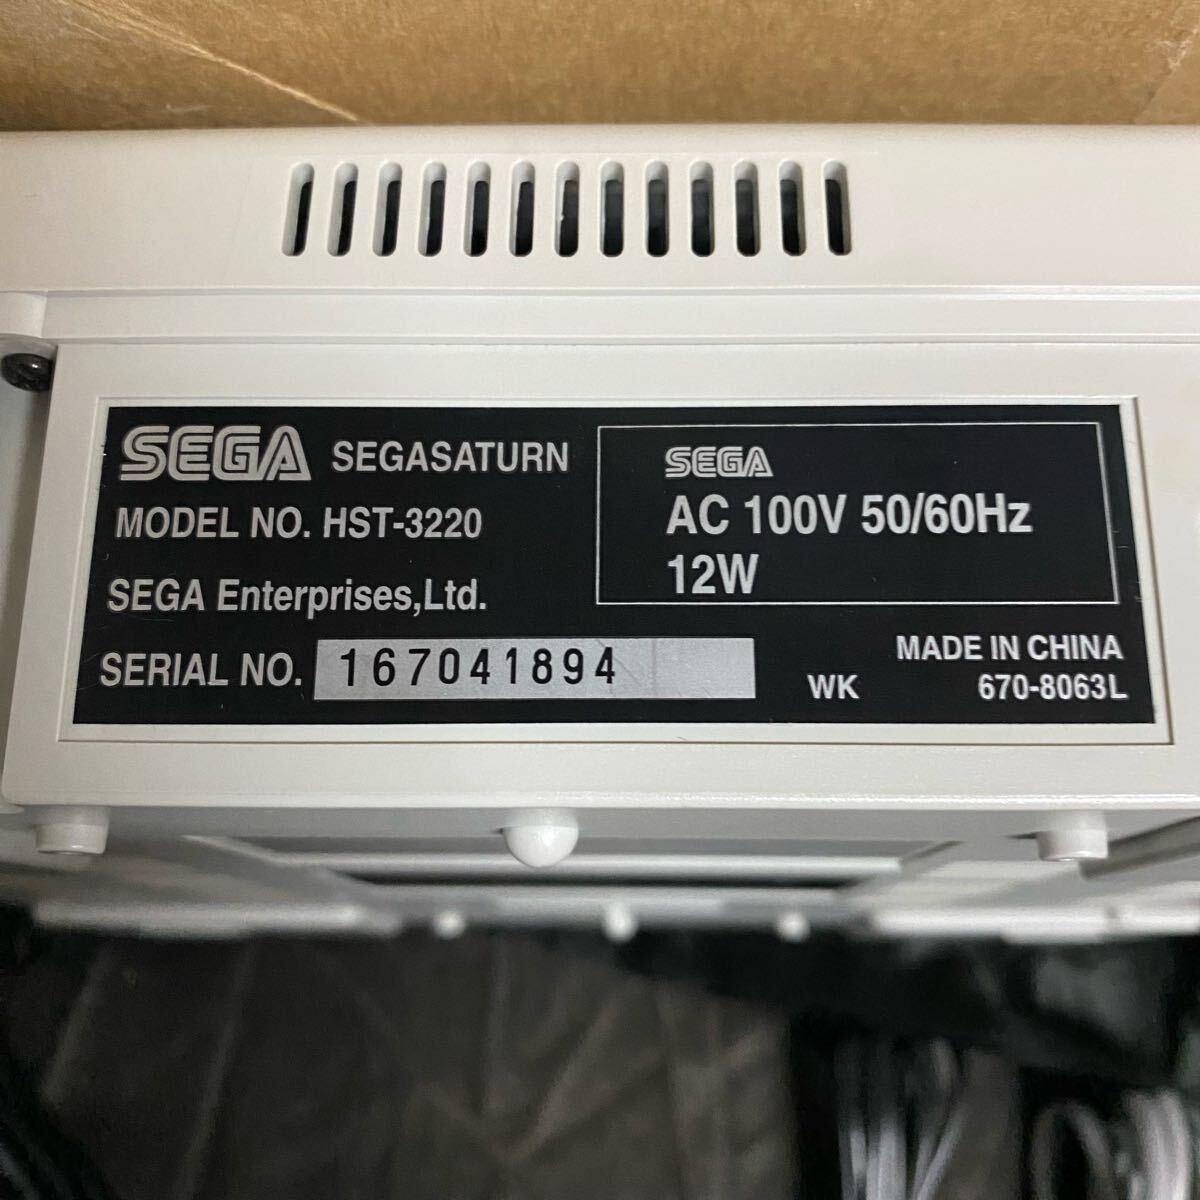 SEGA SEGASATURN
MODEL NO. HST-3220
SEGA Enterprises,Ltd.
SERIAL NO. 167041894
SEGA
AC 100V 50/60Hz
12W
MADE IN CHINA
WK 670-8063L